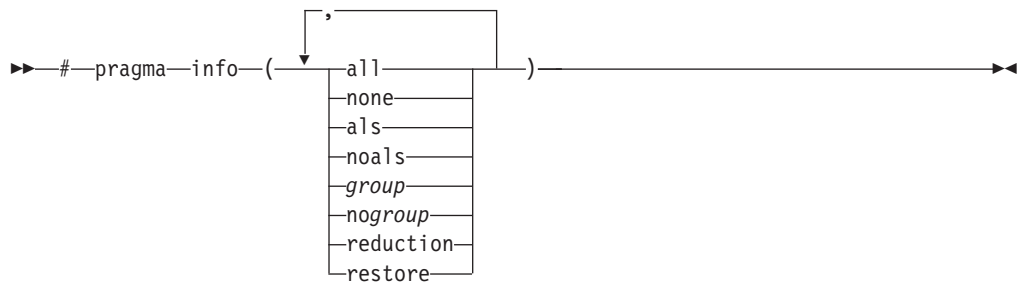 ,
# pragma info ( all )
none
als
noals
group
nogroup
reduction
restore